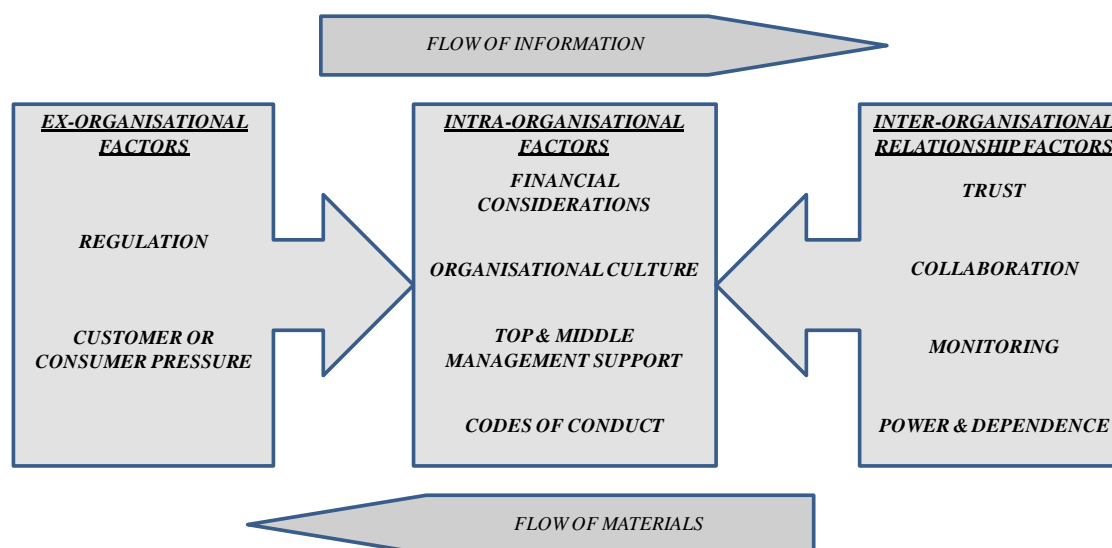 FLOW OF INFORMATION
EX-ORGANISATIONAL
FACTORS
REGULATION
CUSTOMER OR
CONSUMER PRESSURE
INTRA-ORGANISATIONAL
FACTORS
FINANCIAL
CONSIDERATIONS
ORGANISATIONAL CULTURE
TOP & MIDDLE
MANAGEMENT SUPPORT
CODES OF CONDUCT
INTER-ORGANISATIONAL
RELATIONSHIP FACTORS
TRUST
COLLABORATION
MONITORING
POWER & DEPENDENCE
FLOW OF MATERIALS